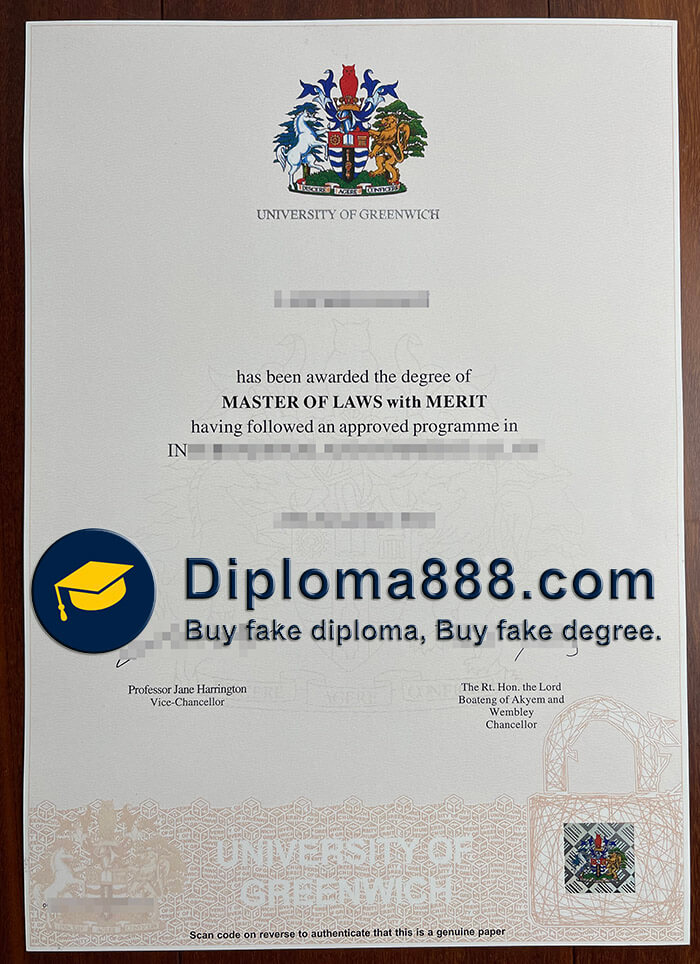 DISCERE AGERE CONFICERE
UNIVERSITY OF GREENWICH
has been awarded the degree of
MASTER OF LAWS with MERIT
having followed an approved programme in
IN
Diploma888.com
Buy fake diploma, Buy fake degree.
Professor Jane Harrington
Vice-Chancellor
The Rt. Hon. the Lord
Boateng of Akyem and
Wembley
Chancellor
UNIVERSITY OF
GREENWICH
Scan code on reverse to authenticate that this is a genuine paper